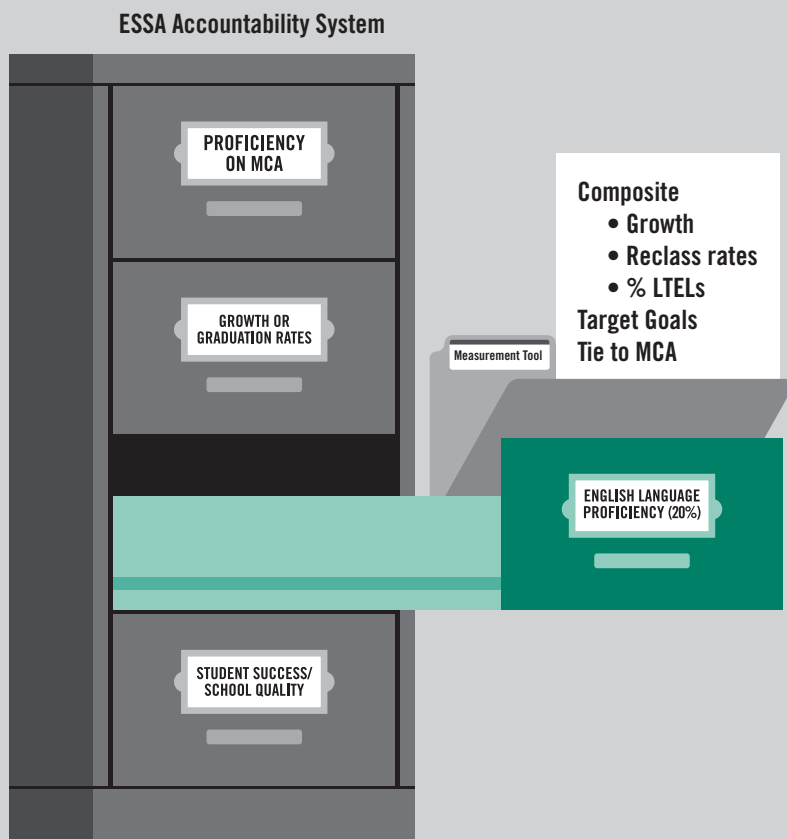 ESSA Accountability System
PROFICIENCY
ON MCA
GROWTH OR
GRADUATION RATES
Measurement Tool
Composite
• Growth
• Reclass rates
• % LTELs
Target Goals
Tie to MCA
ENGLISH LANGUAGE
PROFICIENCY (20%)
STUDENT SUCCESS/
SCHOOL QUALITY